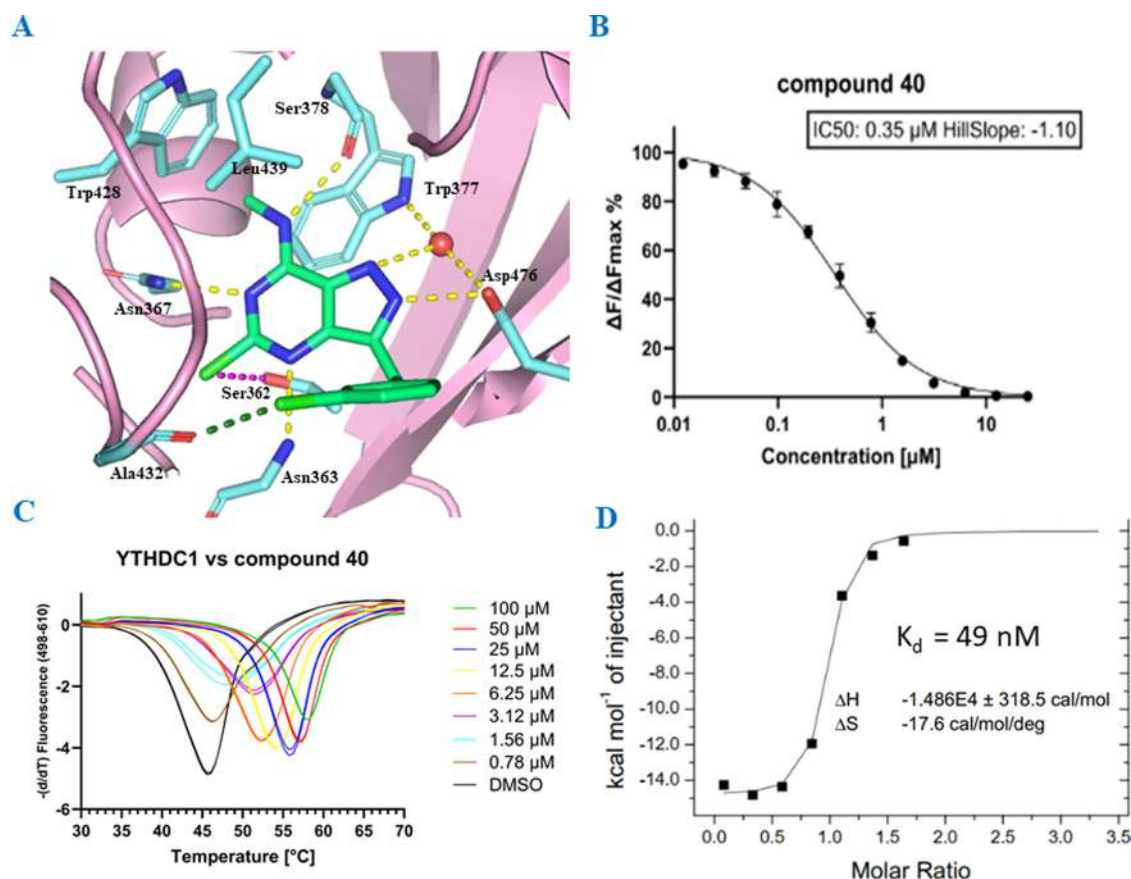 A
Ser378
Leu439
Trp428
Trp377
Asp476
Asn367
Ser362
Ala432
Asn363
B
compound 40
IC50: 0.35 µM HillSlope: -1.10
ΔF/ΔFmax %
100
80
60
40
20
0
0.01
0.1
1
10
Concentration [µM]
C
YTHDC1 vs compound 40
-(d/dT) Fluorescence (498-610)
0
-2
-4
-6
30 35 40 45 50 55 60 65 70
Temperature [°C]
100 µM
50 µM
25 µM
12.5 µM
6.25 µM
3.12 µM
1.56 µM
0.78 µM
DMSO
D
kcal mol⁻¹ of injectant
0.0
-2.0
-4.0
-6.0
-8.0
-10.0
-12.0
-14.0
K_d = 49 nM
ΔH -1.486E4 ± 318.5 cal/mol
ΔS -17.6 cal/mol/deg
0.0 0.5 1.0 1.5 2.0 2.5 3.0 3.5
Molar Ratio